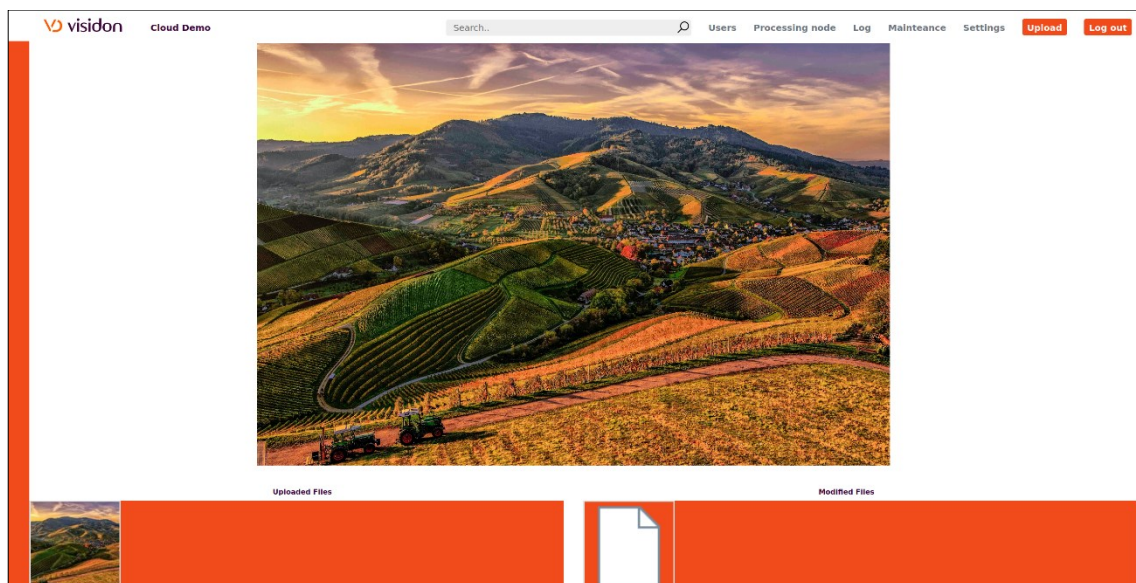 visidon
Cloud Demo
Search..
Users
Processing node
Log
Mainteance
Settings
Upload
Log out
Uploaded Files
Modified Files